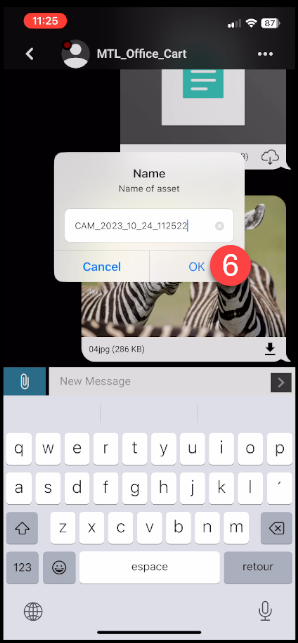 11:25
87
MTL_Office_Cart
Name
Name of asset
CAM_2023_10_24_112522
Cancel
OK
6
04jpg (286 KB)
New Message
q w e r t y u i o p
a s d f g h j k l ´
z x c v b n m
123
espace
retour